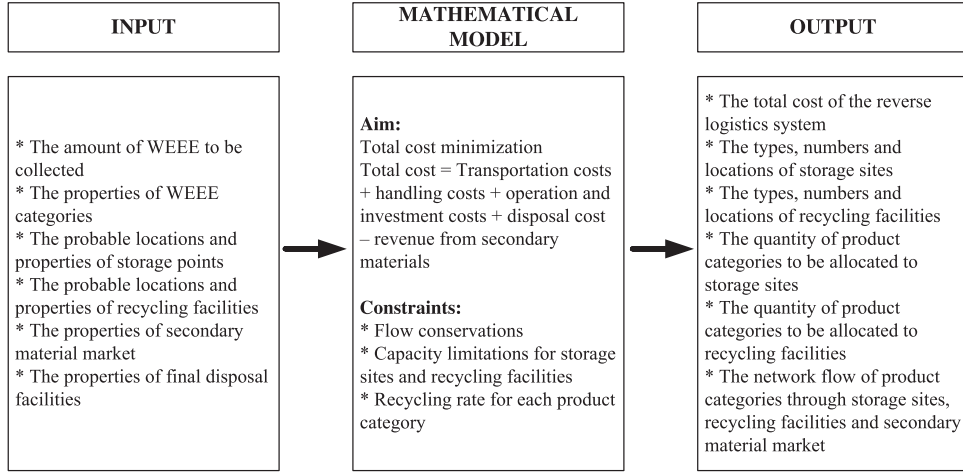 INPUT
* The amount of WEEE to be
collected
* The properties of WEEE
categories
* The probable locations and
properties of storage points
* The probable locations and
properties of recycling facilities
* The properties of secondary
material market
* The properties of final disposal
facilities
MATHEMATICAL
MODEL
Aim:
Total cost minimization
Total cost = Transportation costs
+ handling costs + operation and
investment costs + disposal cost
– revenue from secondary
materials
Constraints:
* Flow conservations
* Capacity limitations for storage
sites and recycling facilities
* Recycling rate for each product
category
OUTPUT
* The total cost of the reverse
logistics system
* The types, numbers and
locations of storage sites
* The types, numbers and
locations of recycling facilities
* The quantity of product
categories to be allocated to
storage sites
* The quantity of product
categories to be allocated to
recycling facilities
* The network flow of product
categories through storage sites,
recycling facilities and secondary
material market